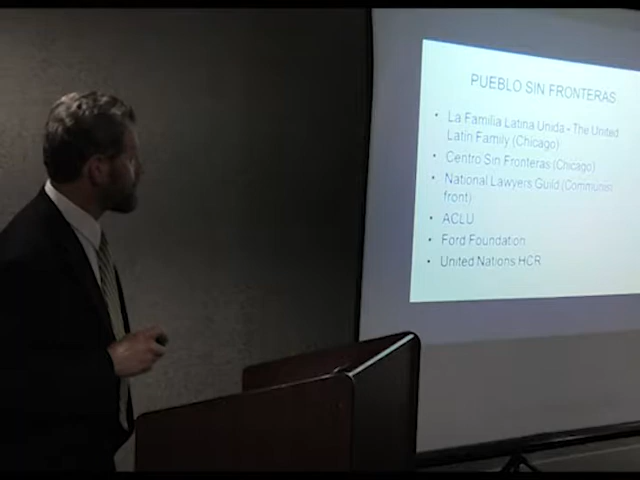 PUEBLO SIN FRONTERAS
• La Familia Latina Unida - The United
Latin Family (Chicago)
• Centro Sin Fronteras (Chicago)
• National Lawyers Guild (Communist
front)
• ACLU
• Ford Foundation
• United Nations HCR